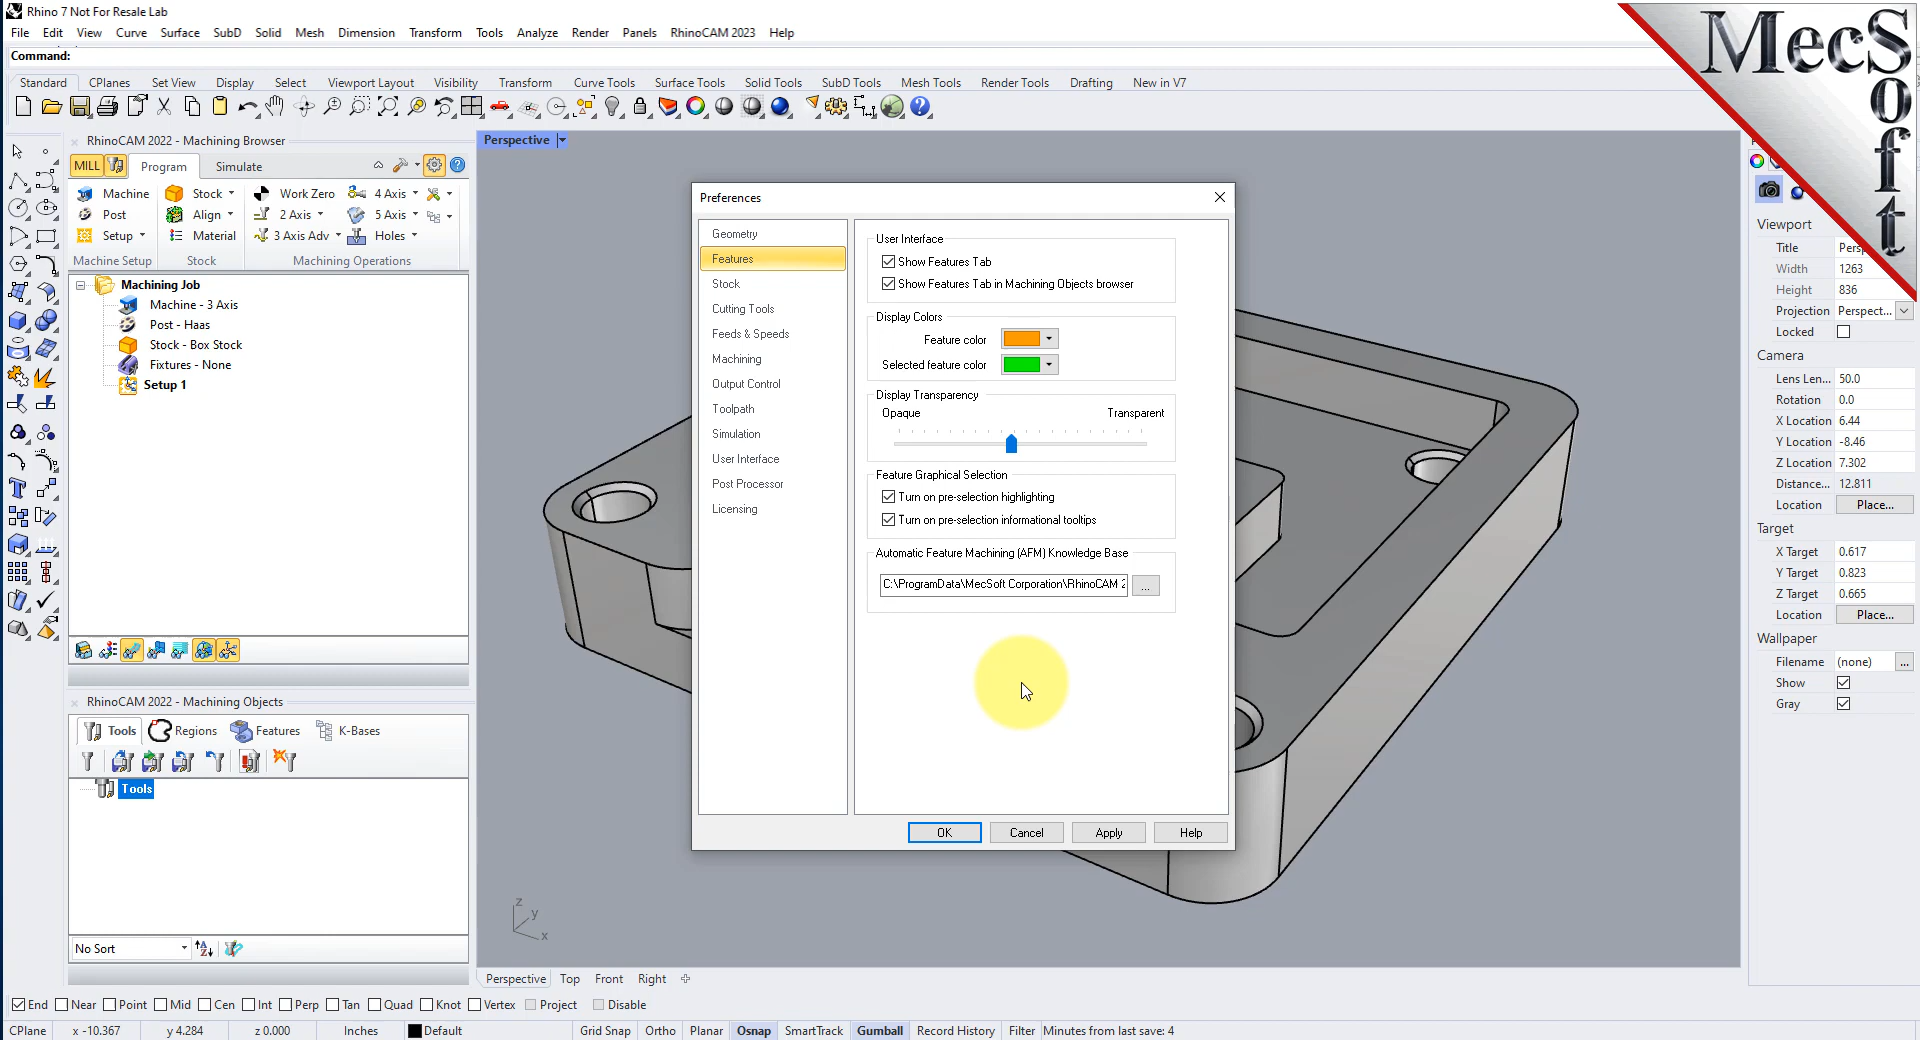 Rhino 7 Not For Resale Lab
File Edit View Curve Surface SubD Solid Mesh Dimension Transform Tools Analyze Render Panels RhinoCAM 2023 Help
Command:
Standard CPlanes Set View Display Select Viewport Layout Visibility Transform Curve Tools Surface Tools Solid Tools SubD Tools Mesh Tools Render Tools Drafting New in V7
MecSoft
RhinoCAM 2022 - Machining Browser
MILL Program Simulate
Machine Stock Work Zero 4 Axis
Post Align 2 Axis 5 Axis
Setup Material 3 Axis Adv Holes
Machine Setup Stock Machining Operations
Machining Job
Machine - 3 Axis
Post - Haas
Stock - Box Stock
Fixtures - None
Setup 1
RhinoCAM 2022 - Machining Objects
Tools Regions Features K-Bases
Tools
No Sort
Perspective
Preferences
Geometry
Features
Stock
Cutting Tools
Feeds & Speeds
Machining
Output Control
Toolpath
Simulation
User Interface
Post Processor
Licensing
User Interface
Show Features Tab
Show Features Tab in Machining Objects browser
Display Colors
Feature color
Selected feature color
Display Transparency
Opaque Transparent
Feature Graphical Selection
Turn on pre-selection highlighting
Turn on pre-selection informational tooltips
Automatic Feature Machining (AFM) Knowledge Base
C:\ProgramData\MecSoft Corporation\RhinoCAM 2
...
OK Cancel Apply Help
z
y
x
Viewport
Title
Width 1263
Height 836
Projection Perspect...
Locked
Camera
Lens Len... 50.0
Rotation 0.0
X Location 6.44
Y Location -8.46
Z Location 7.302
Distance... 12.811
Location Place...
Target
X Target 0.617
Y Target 0.823
Z Target 0.665
Location Place...
Wallpaper
Filename (none) ...
Show
Gray
Perspective Top Front Right
End Near Point Mid Cen Int Perp Tan Quad Knot Vertex Project Disable
CPlane x -10.367 y 4.284 z 0.000 Inches Default Grid Snap Ortho Planar Osnap SmartTrack Gumball Record History Filter Minutes from last save: 4